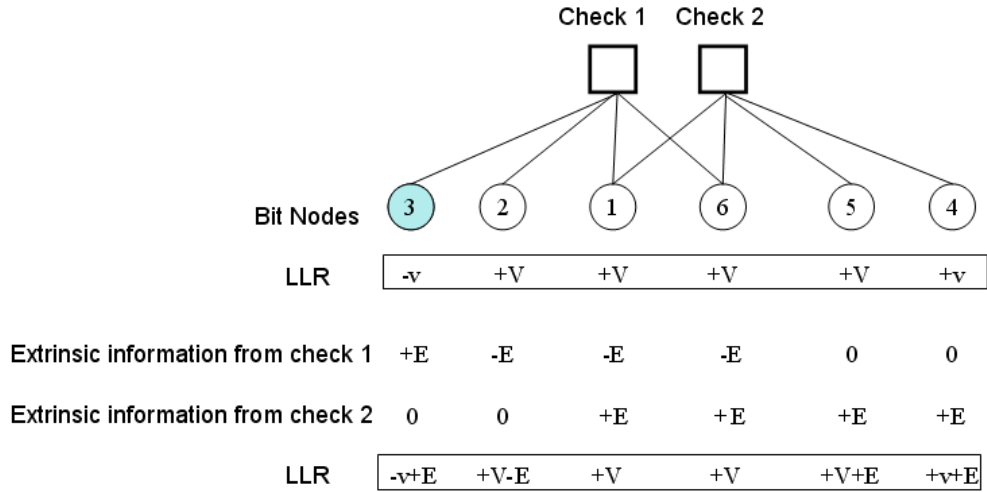 Check 1 Check 2
Bit Nodes 3 2 1 6 5 4
LLR -v +V +V +V +V +v
Extrinsic information from check 1 +E -E -E -E 0 0
Extrinsic information from check 2 0 0 +E +E +E +E
LLR -v+E +V-E +V +V +V+E +v+E